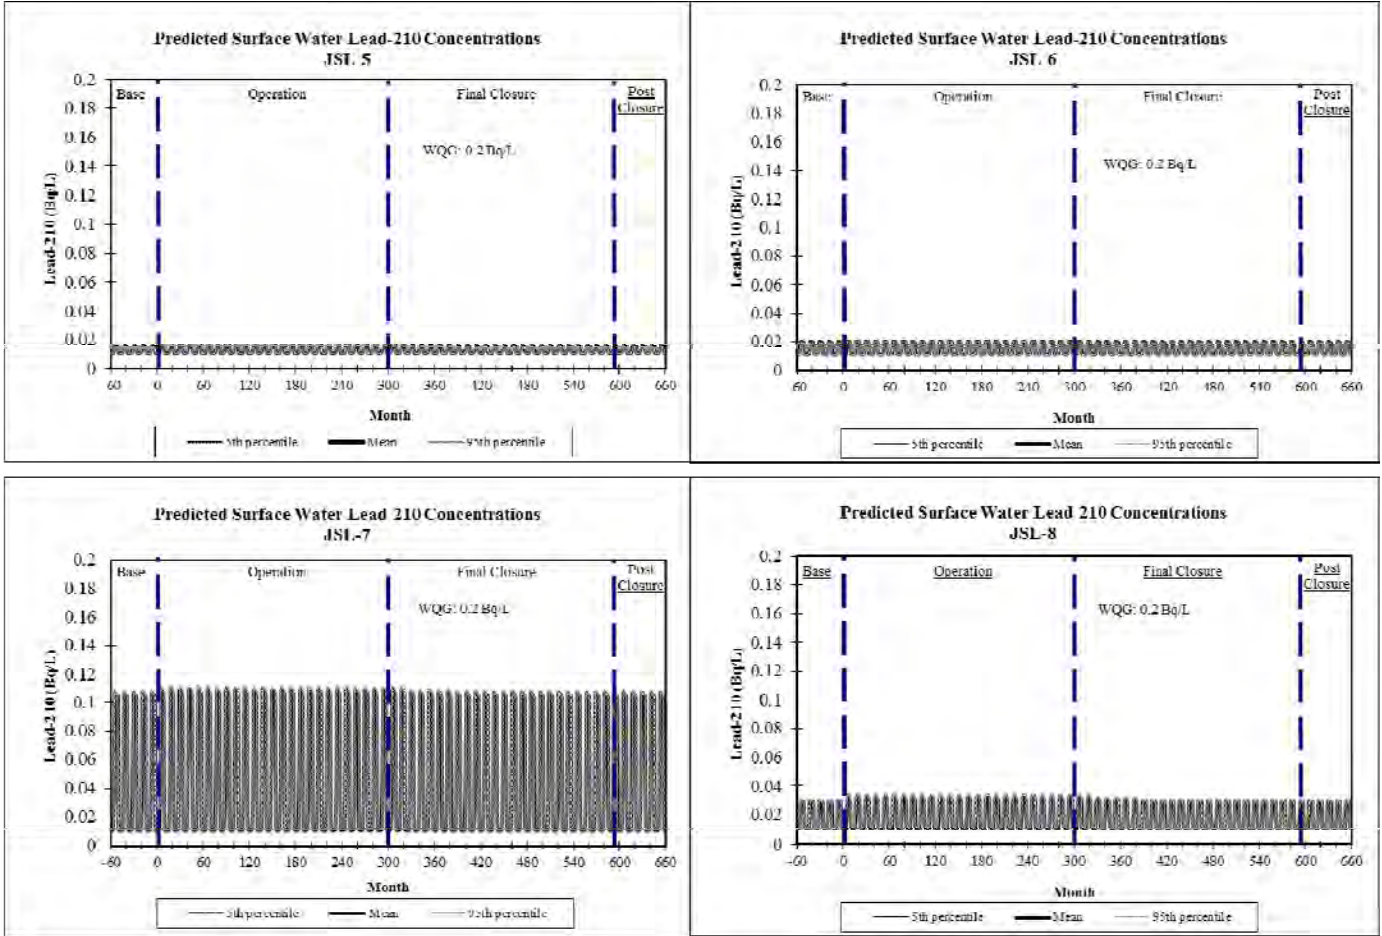 Predicted Surface Water Lead-210 Concentrations
JSL-5
Base
Operation
Final Closure
Post
Closure
WQG: 0.2 Bq/L
Lead-210 (Bq/L)
0.2
0.18
0.16
0.14
0.12
0.1
0.08
0.06
0.04
0.02
0
-60 0 60 120 180 240 300 360 420 480 540 600 660
Month
5th percentile Mean 95th percentile
Predicted Surface Water Lead-210 Concentrations
JSL-6
Base
Operation
Final Closure
Post
Closure
WQG: 0.2 Bq/L
Lead-210 (Bq/L)
0.2
0.18
0.16
0.14
0.12
0.1
0.08
0.06
0.04
0.02
0
-60 0 60 120 180 240 300 360 420 480 540 600 660
Month
5th percentile Mean 95th percentile
Predicted Surface Water Lead-210 Concentrations
JSL-7
Base
Operation
Final Closure
Post
Closure
WQG: 0.2 Bq/L
Lead-210 (Bq/L)
0.2
0.18
0.16
0.14
0.12
0.1
0.08
0.06
0.04
0.02
0
-60 0 60 120 180 240 300 360 420 480 540 600 660
Month
5th percentile Mean 95th percentile
Predicted Surface Water Lead-210 Concentrations
JSL-8
Base
Operation
Final Closure
Post
Closure
WQG: 0.2 Bq/L
Lead-210 (Bq/L)
0.2
0.18
0.16
0.14
0.12
0.1
0.08
0.06
0.04
0.02
0
-60 0 60 120 180 240 300 360 420 480 540 600 660
Month
5th percentile Mean 95th percentile